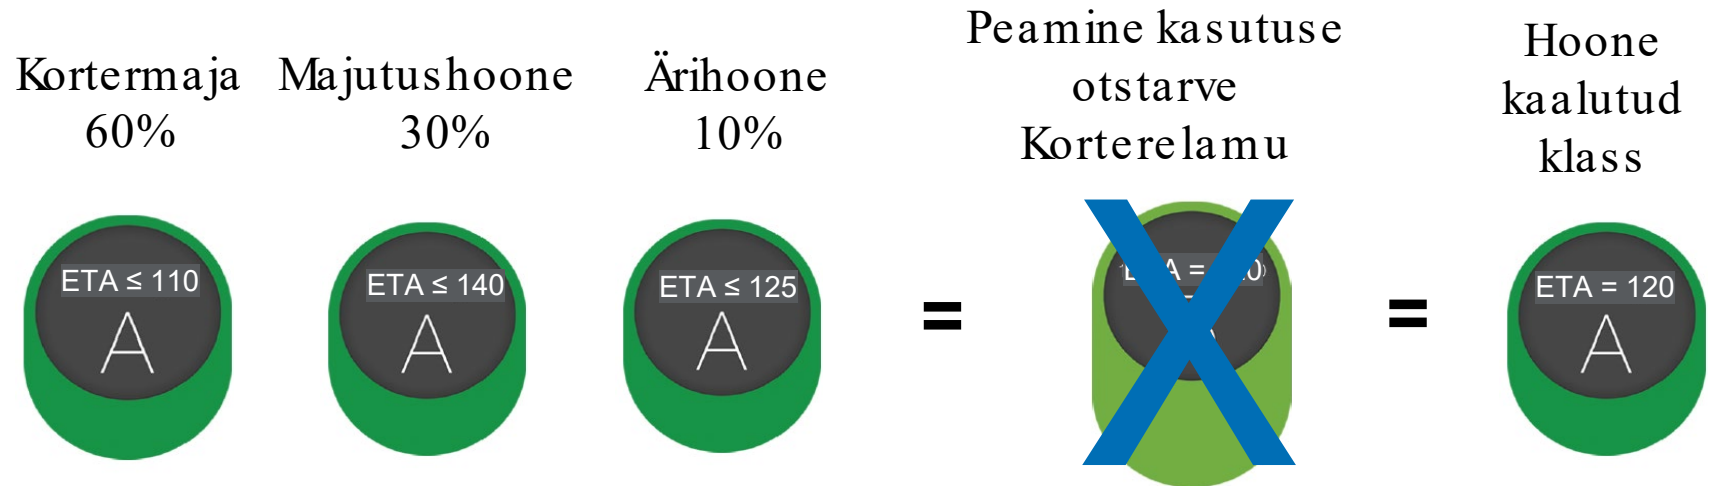 Kortermaja
60%
ETA ≤ 110
A
Majutushoone
30%
ETA ≤ 140
A
Ärihoone
10%
ETA ≤ 125
A
=
Peamine kasutuse
otstarve
Korterelamu
=
Hoone
kaalutud
klass
ETA = 120
A